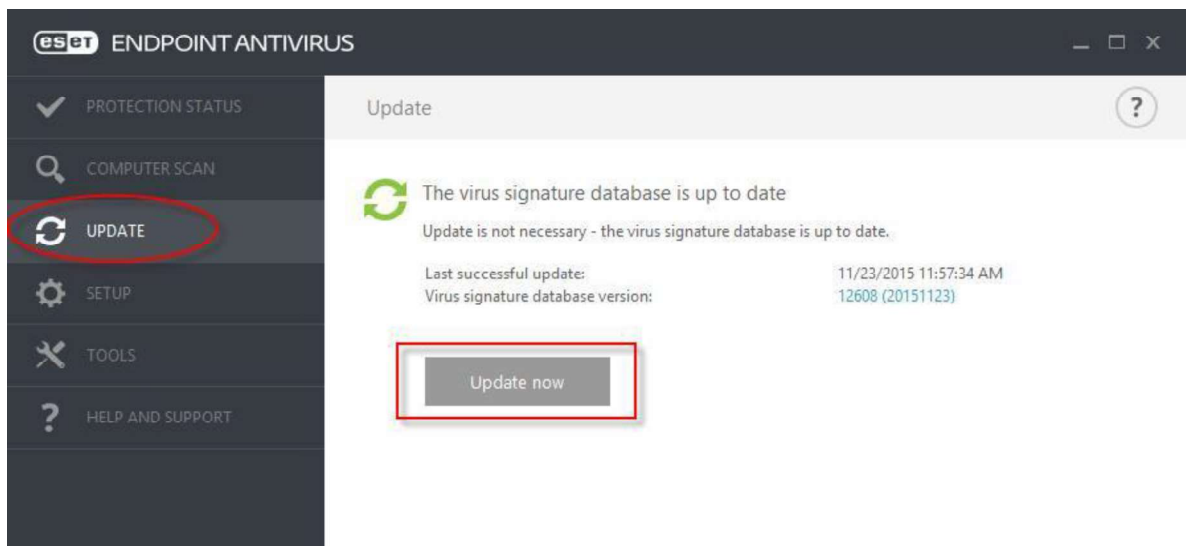 eset ENDPOINT ANTIVIRUS
PROTECTION STATUS
COMPUTER SCAN
UPDATE
SETUP
TOOLS
? HELP AND SUPPORT
Update
?
The virus signature database is up to date
Update is not necessary - the virus signature database is up to date.
Last successful update: 11/23/2015 11:57:34 AM
Virus signature database version: 12608 (20151123)
Update now